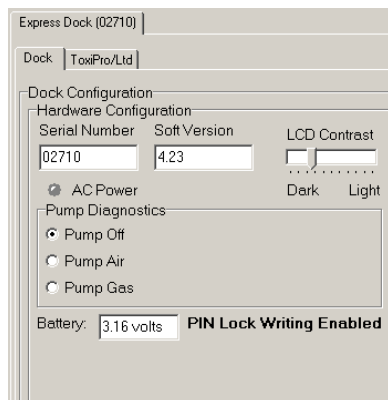 Express Dock (02710)
Dock ToxiPro/Ltd
Dock Configuration
Hardware Configuration
Serial Number Soft Version LCD Contrast
02710 4.23
AC Power Dark Light
Pump Diagnostics
Pump Off
Pump Air
Pump Gas
Battery: 3.16 volts PIN Lock Writing Enabled